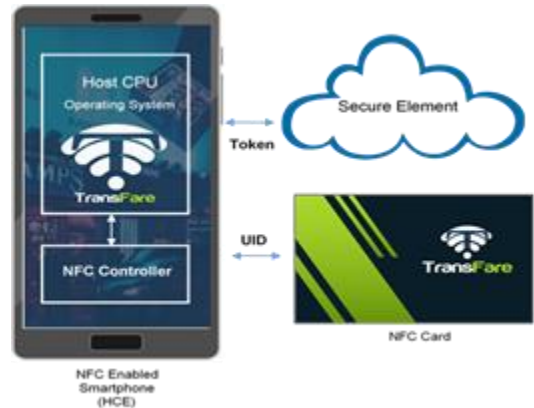 Host CPU
Operating System
TransFare
NFC Controller
NFC Enabled
Smartphone
(HCE)
Token
Secure Element
UID
TransFare
NFC Card